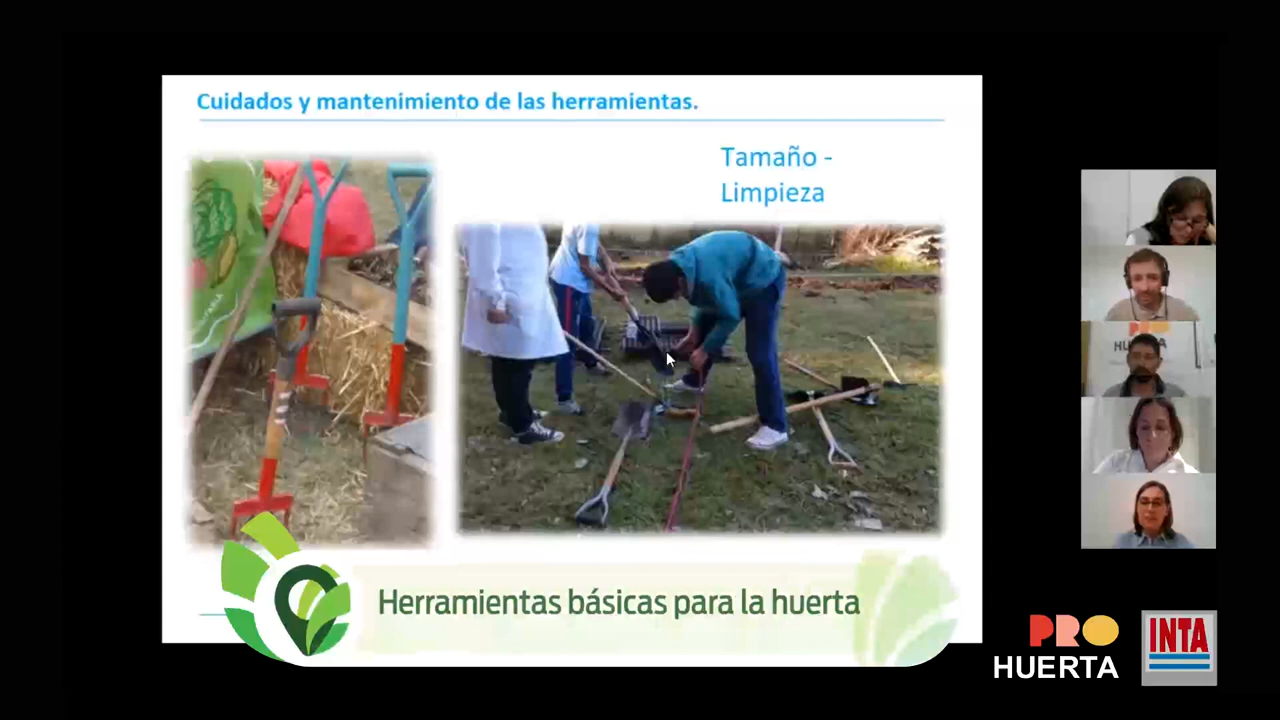 Cuidados y mantenimiento de las herramientas.
Tamaño -
Limpieza
Herramientas básicas para la huerta
PRO
HUERTA
INTA